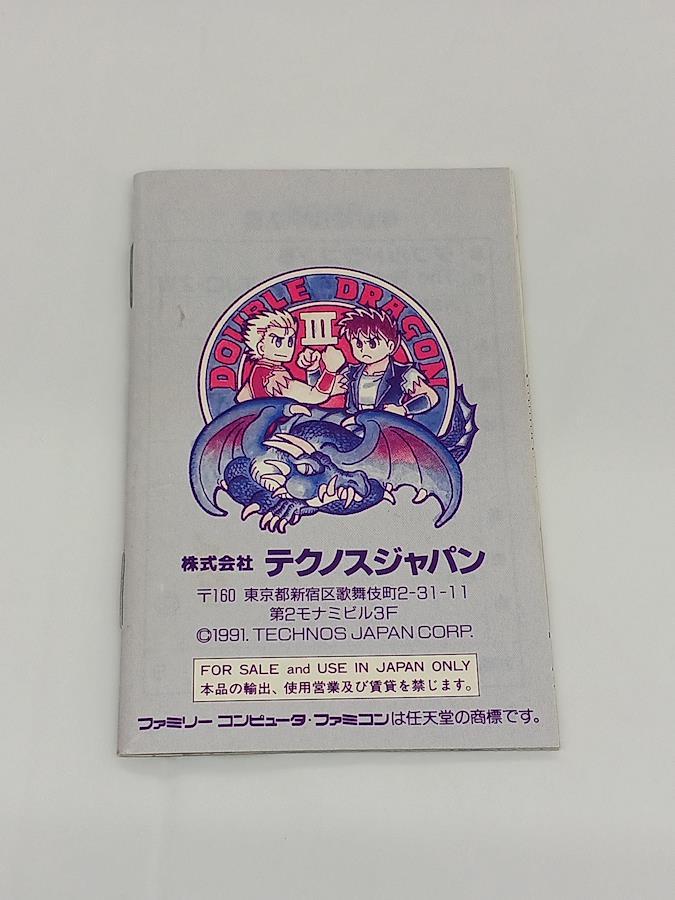 DOUBLE DRAGON
III
株式会社 テクノスジャパン
〒160 東京都新宿区歌舞伎町2-31-11
第2モナミビル3F
©1991. TECHNOS JAPAN CORP.
FOR SALE and USE IN JAPAN ONLY
本品の輸出、使用営業及び賃貸を禁じます。
ファミリーコンピュータ・ファミコンは任天堂の商標です。